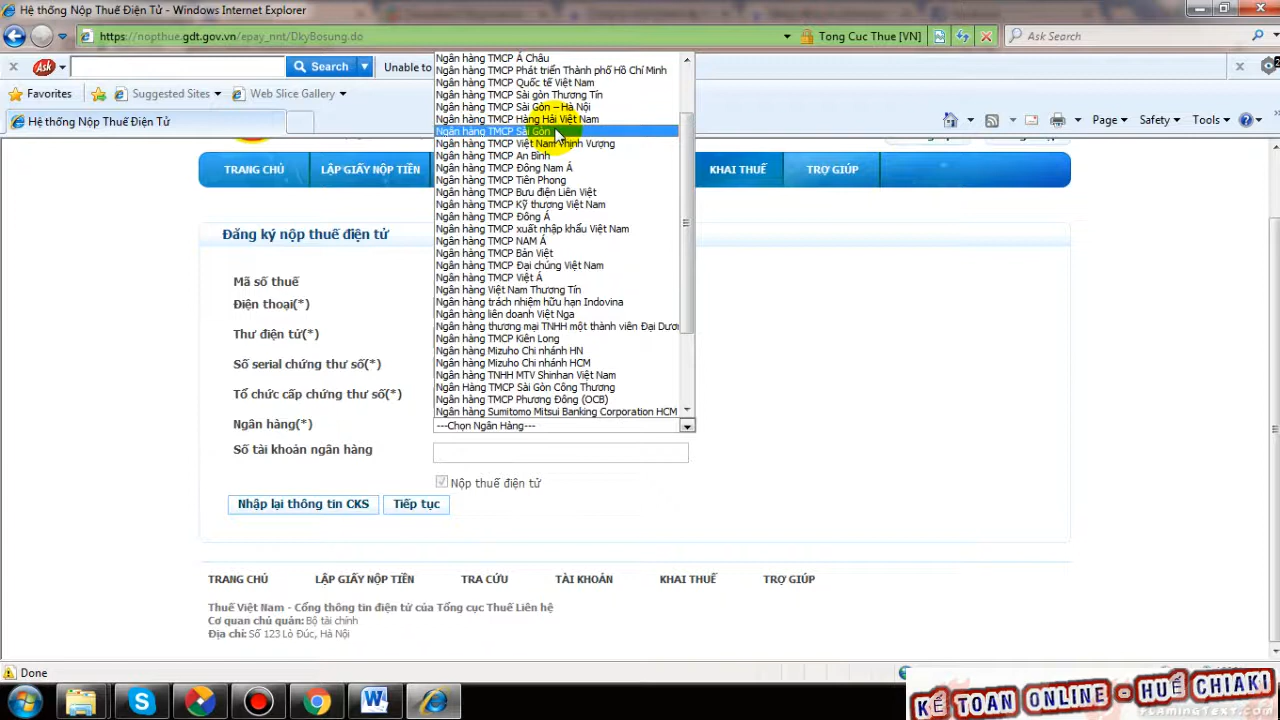 Hệ thống Nộp Thuế Điện Tử - Windows Internet Explorer
https://nopthue.gdt.gov.vn/epay_nnt/DkyBosung.do
Tong Cuc Thue [VN]
Ask Search
Ask
Search
Unable to
2
Favorites
Suggested Sites
Web Slice Gallery
Hệ thống Nộp Thuế Điện Tử
Page
Safety
Tools
TRANG CHỦ
LẬP GIẤY NỘP TIỀN
KHAI THUẾ
TRỢ GIÚP
Ngân hàng TMCP Á Châu
Ngân hàng TMCP Phát triển Thành phố Hồ Chí Minh
Ngân hàng TMCP Quốc tế Việt Nam
Ngân hàng TMCP Sài gòn Thương Tín
Ngân hàng TMCP Sài Gòn – Hà Nội
Ngân hàng TMCP Hàng Hải Việt Nam
Ngân hàng TMCP Sài Gòn
Ngân hàng TMCP Việt Nam Thịnh Vượng
Ngân hàng TMCP An Bình
Ngân hàng TMCP Đông Nam Á
Ngân hàng TMCP Tiên Phong
Ngân hàng TMCP Bưu điện Liên Việt
Ngân hàng TMCP Kỹ thương Việt Nam
Ngân hàng TMCP Đông Á
Ngân hàng TMCP xuất nhập khẩu Việt Nam
Ngân hàng TMCP NAM Á
Ngân hàng TMCP Bản Việt
Ngân hàng TMCP Đại chúng Việt Nam
Ngân hàng TMCP Việt Á
Ngân hàng Việt Nam Thương Tín
Ngân hàng trách nhiệm hữu hạn Indovina
Ngân hàng liên doanh Việt Nga
Ngân hàng thương mại TNHH một thành viên Đại Dươn
Ngân hàng TMCP Kiên Long
Ngân hàng Mizuho Chi nhánh HN
Ngân hàng Mizuho Chi nhánh HCM
Ngân hàng TNHH MTV Shinhan Việt Nam
Ngân Hàng TMCP Sài Gòn Công Thương
Ngân hàng TMCP Phương Đông (OCB)
Ngân hàng Sumitomo Mitsui Banking Corporation HCM
Đăng ký nộp thuế điện tử
Mã số thuế
Điện thoại(*)
Thư điện tử(*)
Số serial chứng thư số(*)
Tổ chức cấp chứng thư số(*)
Ngân hàng(*)
---Chọn Ngân Hàng---
Số tài khoản ngân hàng
Nộp thuế điện tử
Nhập lại thông tin CKS
Tiếp tục
TRANG CHỦ
LẬP GIẤY NỘP TIỀN
TRA CỨU
TÀI KHOẢN
KHAI THUẾ
TRỢ GIÚP
Thuế Việt Nam - Cổng thông tin điện tử của Tổng cục Thuế Liên hệ
Cơ quan chủ quản: Bộ tài chính
Địa chỉ: Số 123 Lò Đúc, Hà Nội
Done
KẾ TOÁN ONLINE - HUẾ CHIAKI
FLAMINGTEXT.COM